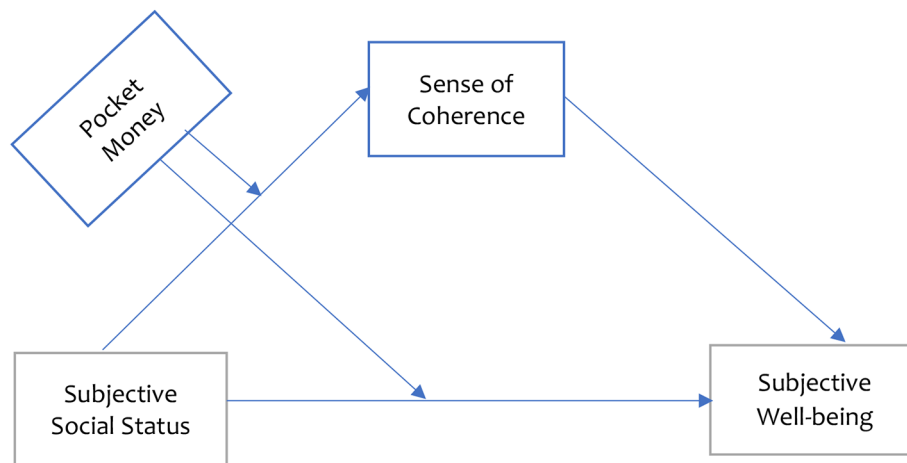 Pocket
Money
Sense of
Coherence
Subjective
Social Status
Subjective
Well-being